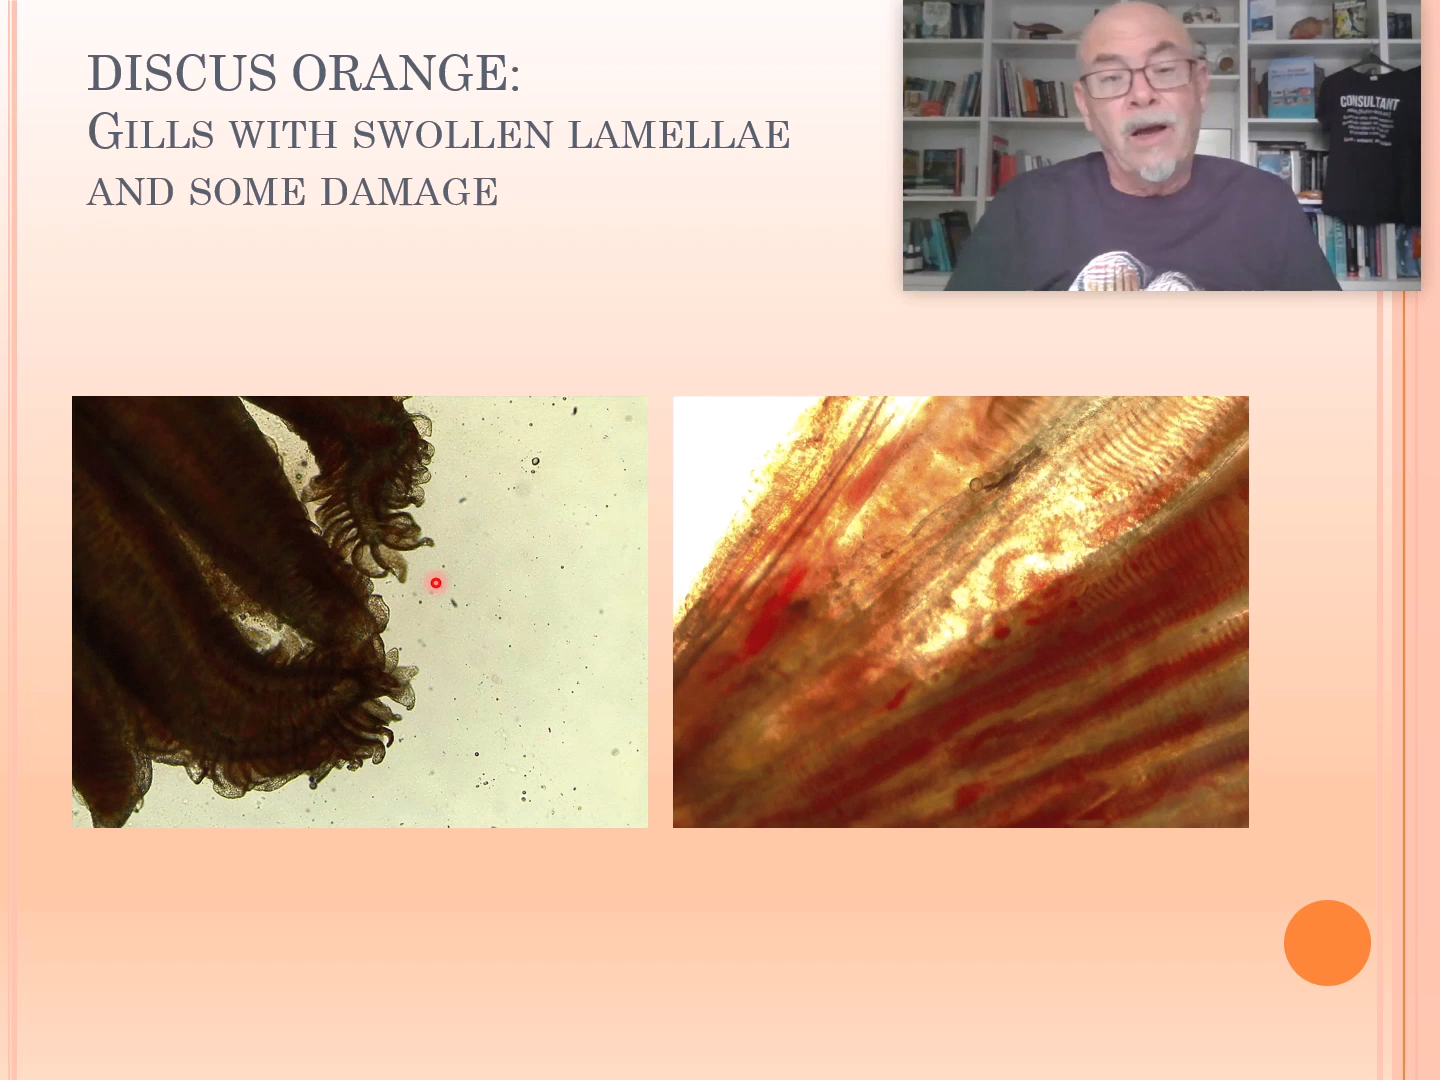 DISCUS ORANGE:
GILLS WITH SWOLLEN LAMELLAE
AND SOME DAMAGE
CONSULTANT